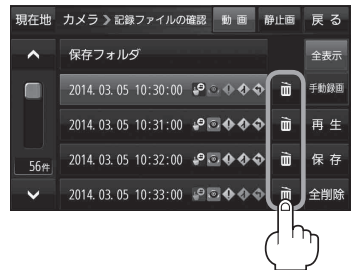 現在地 カメラ》記録ファイルの確認 動画 静止画 戻る
保存フォルダ 全表示
2014. 03. 05 10:30:00 手動録画
2014. 03. 05 10:31:00 再生
2014. 03. 05 10:32:00 保存
56件
2014. 03. 05 10:33:00 全削除